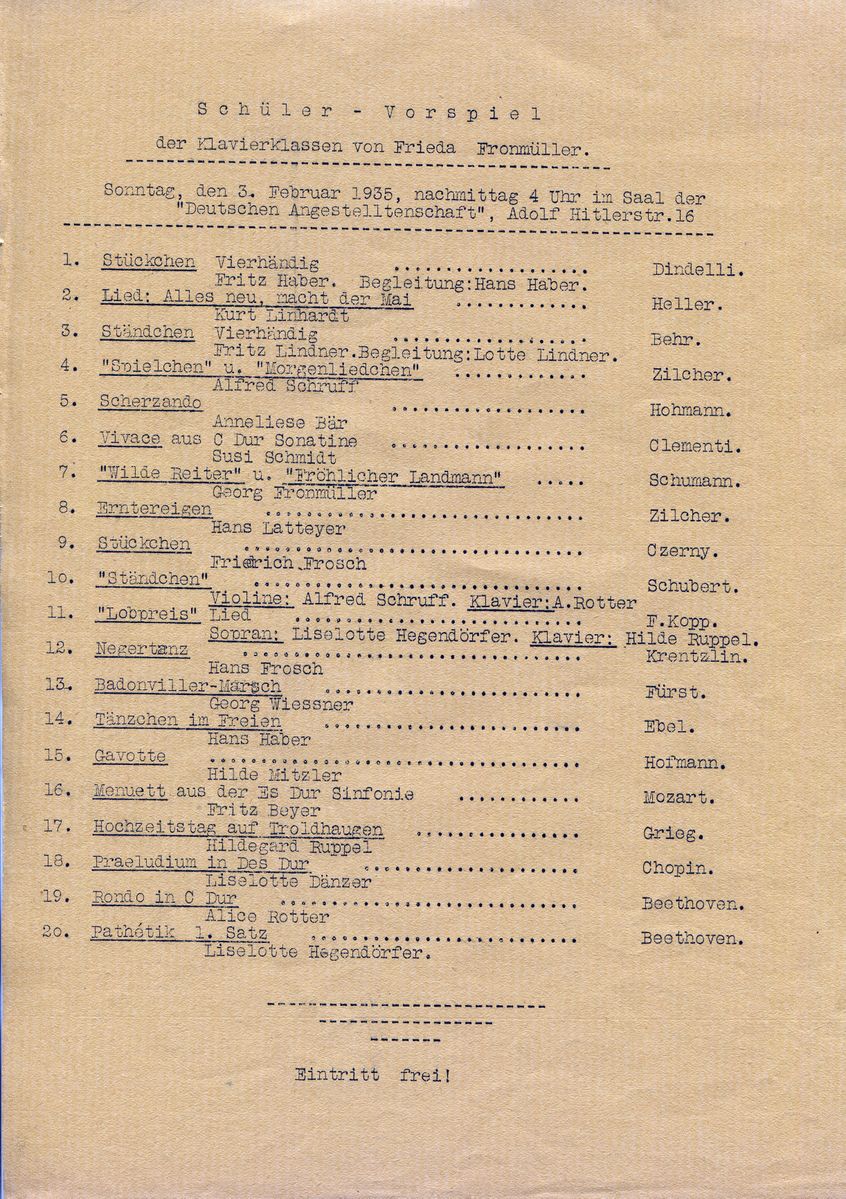 Schüler - Vorspiel
der Klavierklassen von Frieda Fronmüller.
Sonntag, den 3. Februar 1935, nachmittag 4 Uhr im Saal der
"Deutschen Angestelltenschaft", Adolf Hitlerstr.16
1. Stückchen Vierhändig ................... Dindelli.
Fritz Haber. Begleitung:Hans Haber.
2. Lied: Alles neu, macht der Mai ............. Heller.
Kurt Linhardt
3. Ständchen Vierhändig ................... Behr.
Fritz Lindner.Begleitung:Lotte Lindner.
4. "Spielchen" u. "Morgenliedchen" ............. Zilcher.
Alfred Schruff
5. Scherzando ................... Hohmann.
Anneliese Bär
6. Vivace aus C Dur Sonatine ................... Clementi.
Susi Schmidt
7. "Wilde Reiter" u. "Fröhlicher Landmann" ..... Schumann.
Georg Fronmüller
8. Erntereigen ............................... Zilcher.
Hans Latteyer
9. Stückchen ................................. Czerny.
Friedrich Frosch
1o. "Ständchen" ................................ Schubert.
Violine: Alfred Schruff. Klavier:A.Rotter
11. "Lobpreis" Lied ............................ F.Kopp.
Sopran: Liselotte Hegendörfer. Klavier: Hilde Ruppel.
12. Negertanz ................................. Krentzlin.
Hans Frosch
13. Badonviller-Marsch ......................... Fürst.
Georg Wiessner
14. Tänzchen im Freien ......................... Ebel.
Hans Haber
15. Gavotte .................................... Hofmann.
Hilde Mitzler
16. Menuett aus der Es Dur Sinfonie ............ Mozart.
Fritz Beyer
17. Hochzeitstag auf Troldhaugen ................ Grieg.
Hildegard Ruppel
18. Praeludium in Des Dur ..................... Chopin.
Liselotte Dänzer
19. Rondo in C Dur ............................. Beethoven.
Alice Rotter
2o. Pathétik 1. Satz .......................... Beethoven.
Liselotte Hegendörfer.
Eintritt frei!